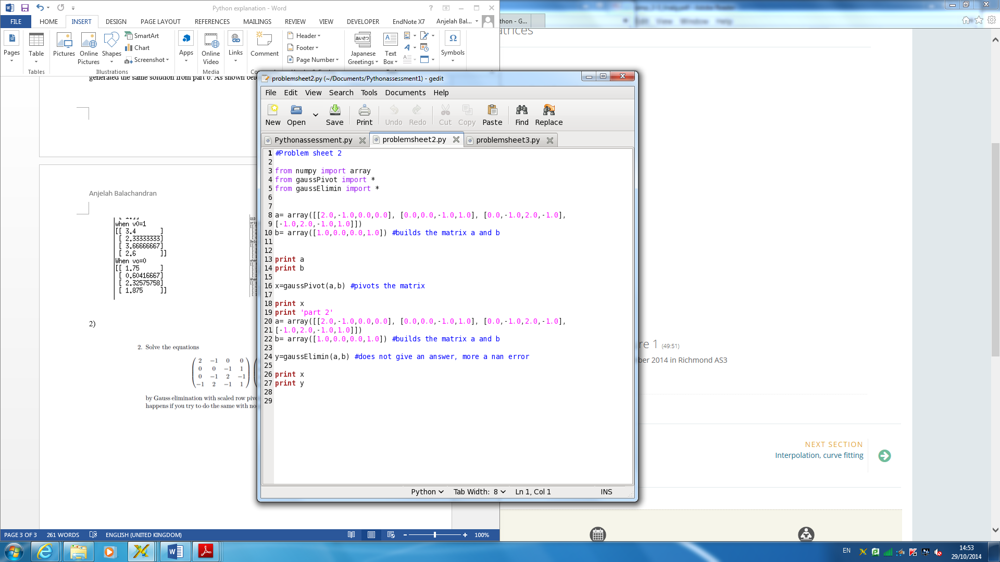 Python explanation - Word
FILE HOME INSERT DESIGN PAGE LAYOUT REFERENCES MAILINGS REVIEW VIEW DEVELOPER EndNote X7 Anjelah Bal...
Pages
Table
Pictures
Online Pictures
Shapes
SmartArt
Chart
Screenshot
Apps
Online Video
Links
Comment
Header
Footer
Page Number
あいさつ
Japanese Greetings
Text Box
Symbols
Tables
Illustrations
Media
thon - G...
atrices
generated the same solution from part b. As shown
problemsheet2.py (~/Documents/Pythonassessment1) - gedit
File Edit View Search Tools Documents Help
New Open Save Print Undo Redo Cut Copy Paste Find Replace
Pythonassessment.py problemsheet2.py problemsheet3.py
1 #Problem sheet 2
2
3 from numpy import array
4 from gaussPivot import *
5 from gaussElimin import *
6
7
8 a= array([[2.0,-1.0,0.0,0.0], [0.0,0.0,-1.0,1.0], [0.0,-1.0,2.0,-1.0],
9 [-1.0,2.0,-1.0,1.0]])
10 b= array([1.0,0.0,0.0,1.0]) #builds the matrix a and b
11
12
13 print a
14 print b
15
16 x=gaussPivot(a,b) #pivots the matrix
17
18 print x
19 print 'part 2'
20 a= array([[2.0,-1.0,0.0,0.0], [0.0,0.0,-1.0,1.0], [0.0,-1.0,2.0,-1.0],
21 [-1.0,2.0,-1.0,1.0]])
22 b= array([1.0,0.0,0.0,1.0]) #builds the matrix a and b
23
24 y=gaussElimin(a,b) #does not give an answer, more a nan error
25
26 print x
27 print y
28
29
Python Tab Width: 8 Ln 1, Col 1 INS
Anjelah Balachandran
when v0=1
[[ 3.4 ]
[ 2.33333333]
[ 3.66666667]
[ 2.6 ]]
When vo=0
[[ 1.75 ]
[ 0.60416667]
[ 2.32575758]
[ 1.875 ]]
2)
2. Solve the equations
2 -1 0 0
0 0 -1 1
0 -1 2 -1
-1 2 -1 1
by Gauss elimination with scaled row
happens if you try to do the same with
re 1 (49:51)
ber 2014 in Richmond AS3
NEXT SECTION
Interpolation, curve fitting
PAGE 3 OF 3 261 WORDS ENGLISH (UNITED KINGDOM) 100%
EN
14:53
29/10/2014